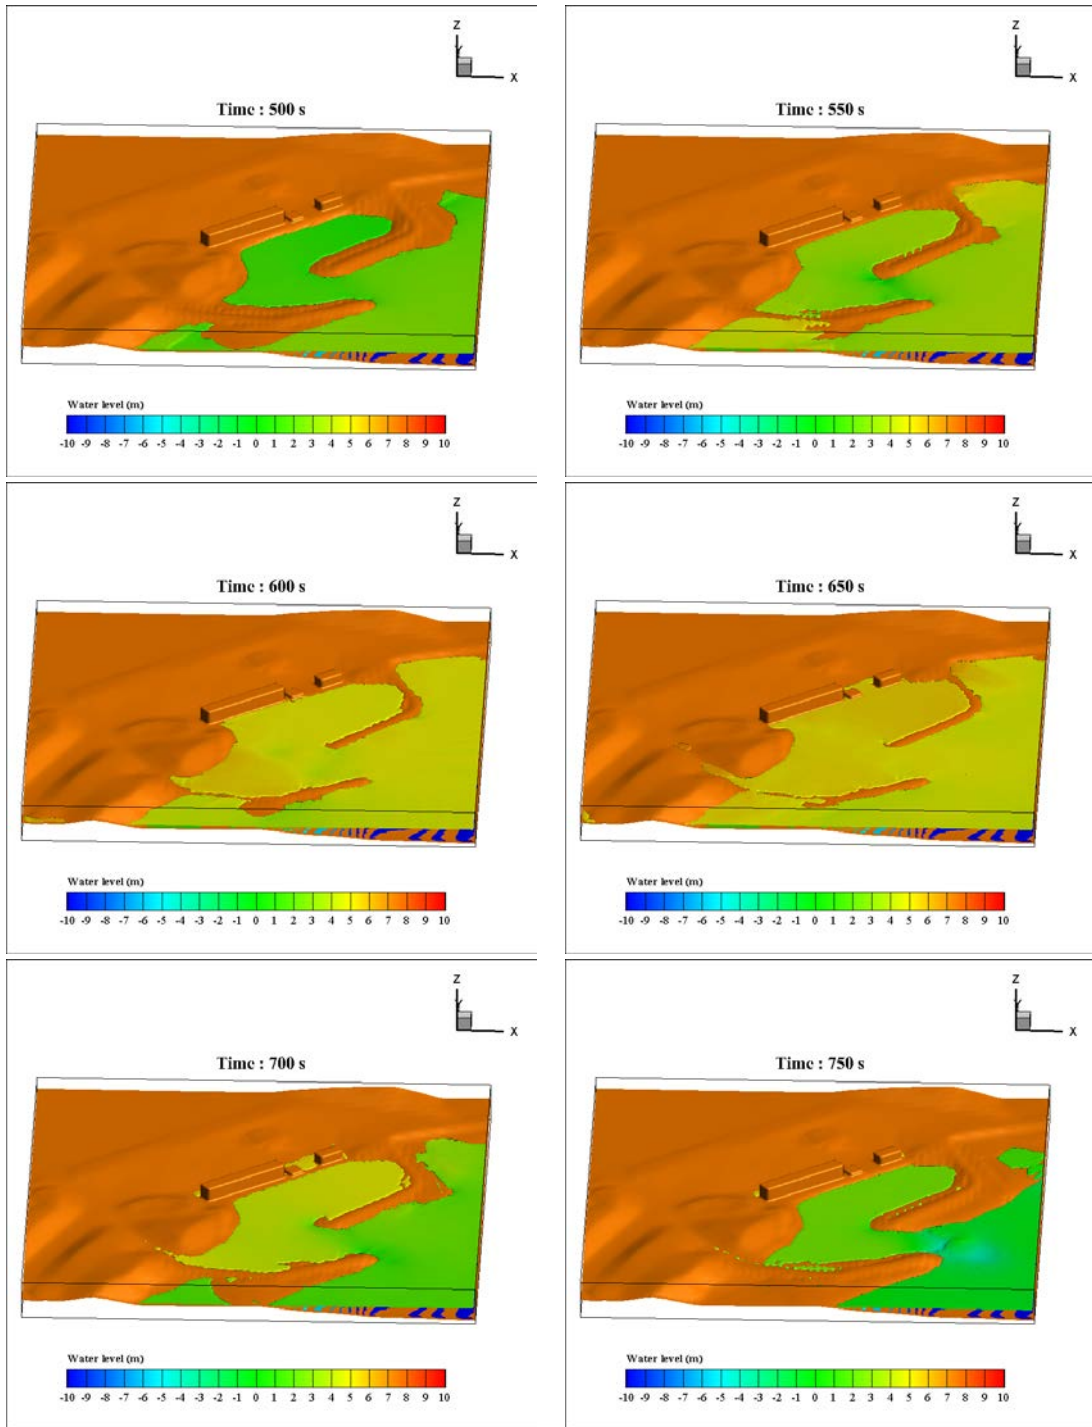 Z
Y
X
Time : 500 s
Water level (m)
-10 -9 -8 -7 -6 -5 -4 -3 -2 -1 0 1 2 3 4 5 6 7 8 9 10
Z
Y
X
Time : 550 s
Water level (m)
-10 -9 -8 -7 -6 -5 -4 -3 -2 -1 0 1 2 3 4 5 6 7 8 9 10
Z
Y
X
Time : 600 s
Water level (m)
-10 -9 -8 -7 -6 -5 -4 -3 -2 -1 0 1 2 3 4 5 6 7 8 9 10
Z
Y
X
Time : 650 s
Water level (m)
-10 -9 -8 -7 -6 -5 -4 -3 -2 -1 0 1 2 3 4 5 6 7 8 9 10
Z
Y
X
Time : 700 s
Water level (m)
-10 -9 -8 -7 -6 -5 -4 -3 -2 -1 0 1 2 3 4 5 6 7 8 9 10
Z
Y
X
Time : 750 s
Water level (m)
-10 -9 -8 -7 -6 -5 -4 -3 -2 -1 0 1 2 3 4 5 6 7 8 9 10